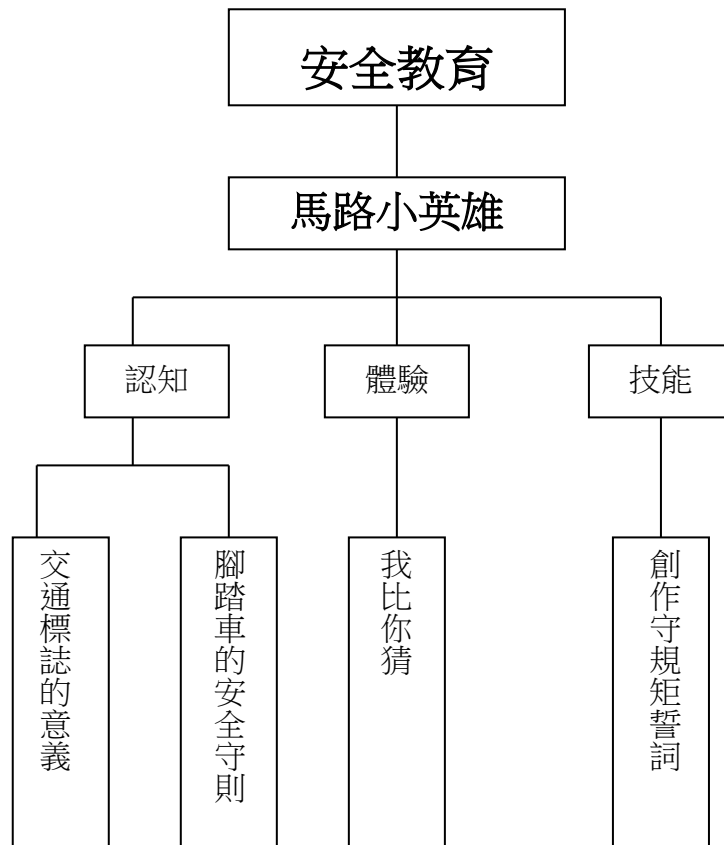 安全教育
馬路小英雄
認知
體驗
技能
交通標誌的意義
腳踏車的安全守則
我比你猜
創作守規矩誓詞